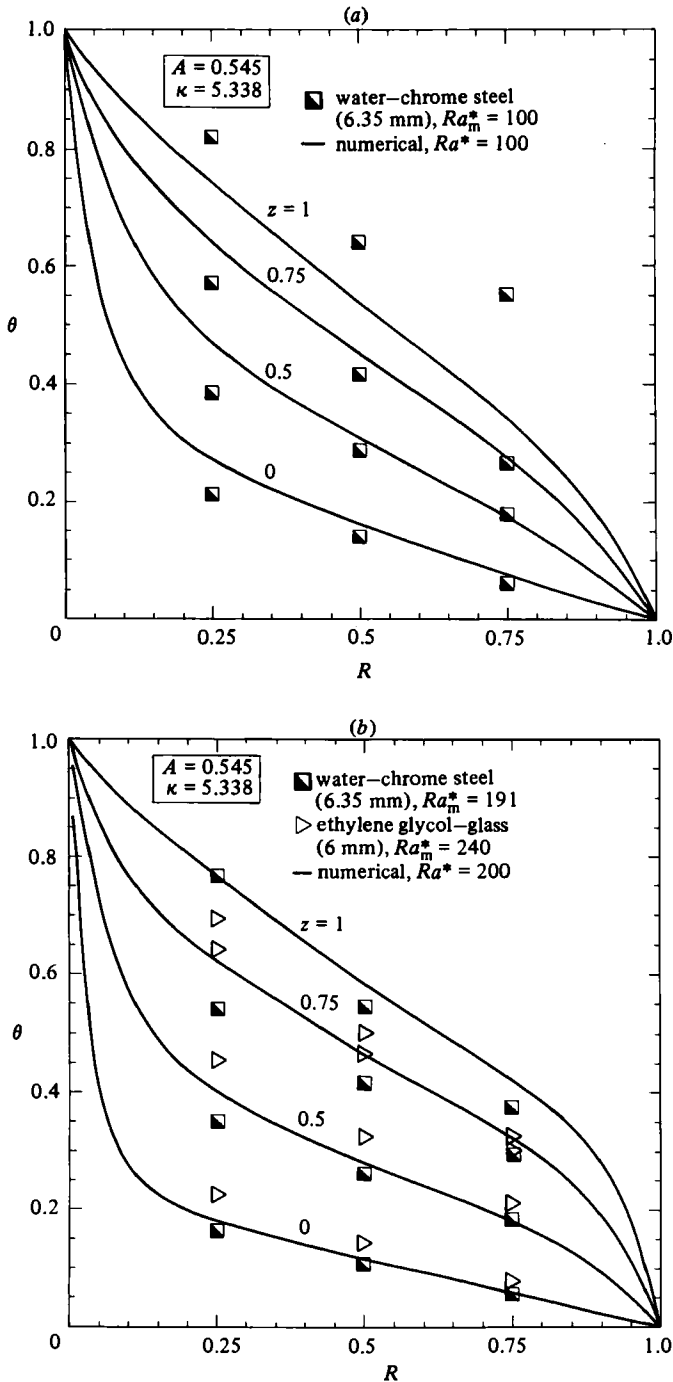 (a)
1.0
A = 0.545
κ = 5.338
water–chrome steel
(6.35 mm), Ra*m = 100
numerical, Ra* = 100
0.8
z = 1
0.6
0.75
θ
0.4
0.5
0
0.2
0
0.25
0.5
0.75
1.0
R
(b)
1.0
A = 0.545
κ = 5.338
water–chrome steel
(6.35 mm), Ra*m = 191
ethylene glycol–glass
(6 mm), Ra*m = 240
numerical, Ra* = 200
0.8
z = 1
0.6
0.75
θ
0.4
0.5
0.2
0
0
0.25
0.5
0.75
1.0
R